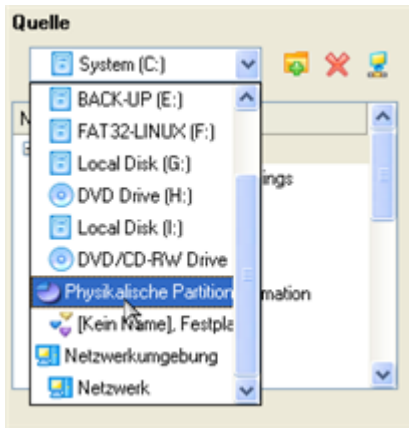 Quelle
System (C:)
BACK-UP (E:)
FAT32-LINUX (F:)
Local Disk (G:)
ings
DVD Drive (H:)
Local Disk (I:)
DVD/CD-RW Drive
Physikalische Partition
mation
[Kein Name], Festpla
Netzwerkumgebung
Netzwerk